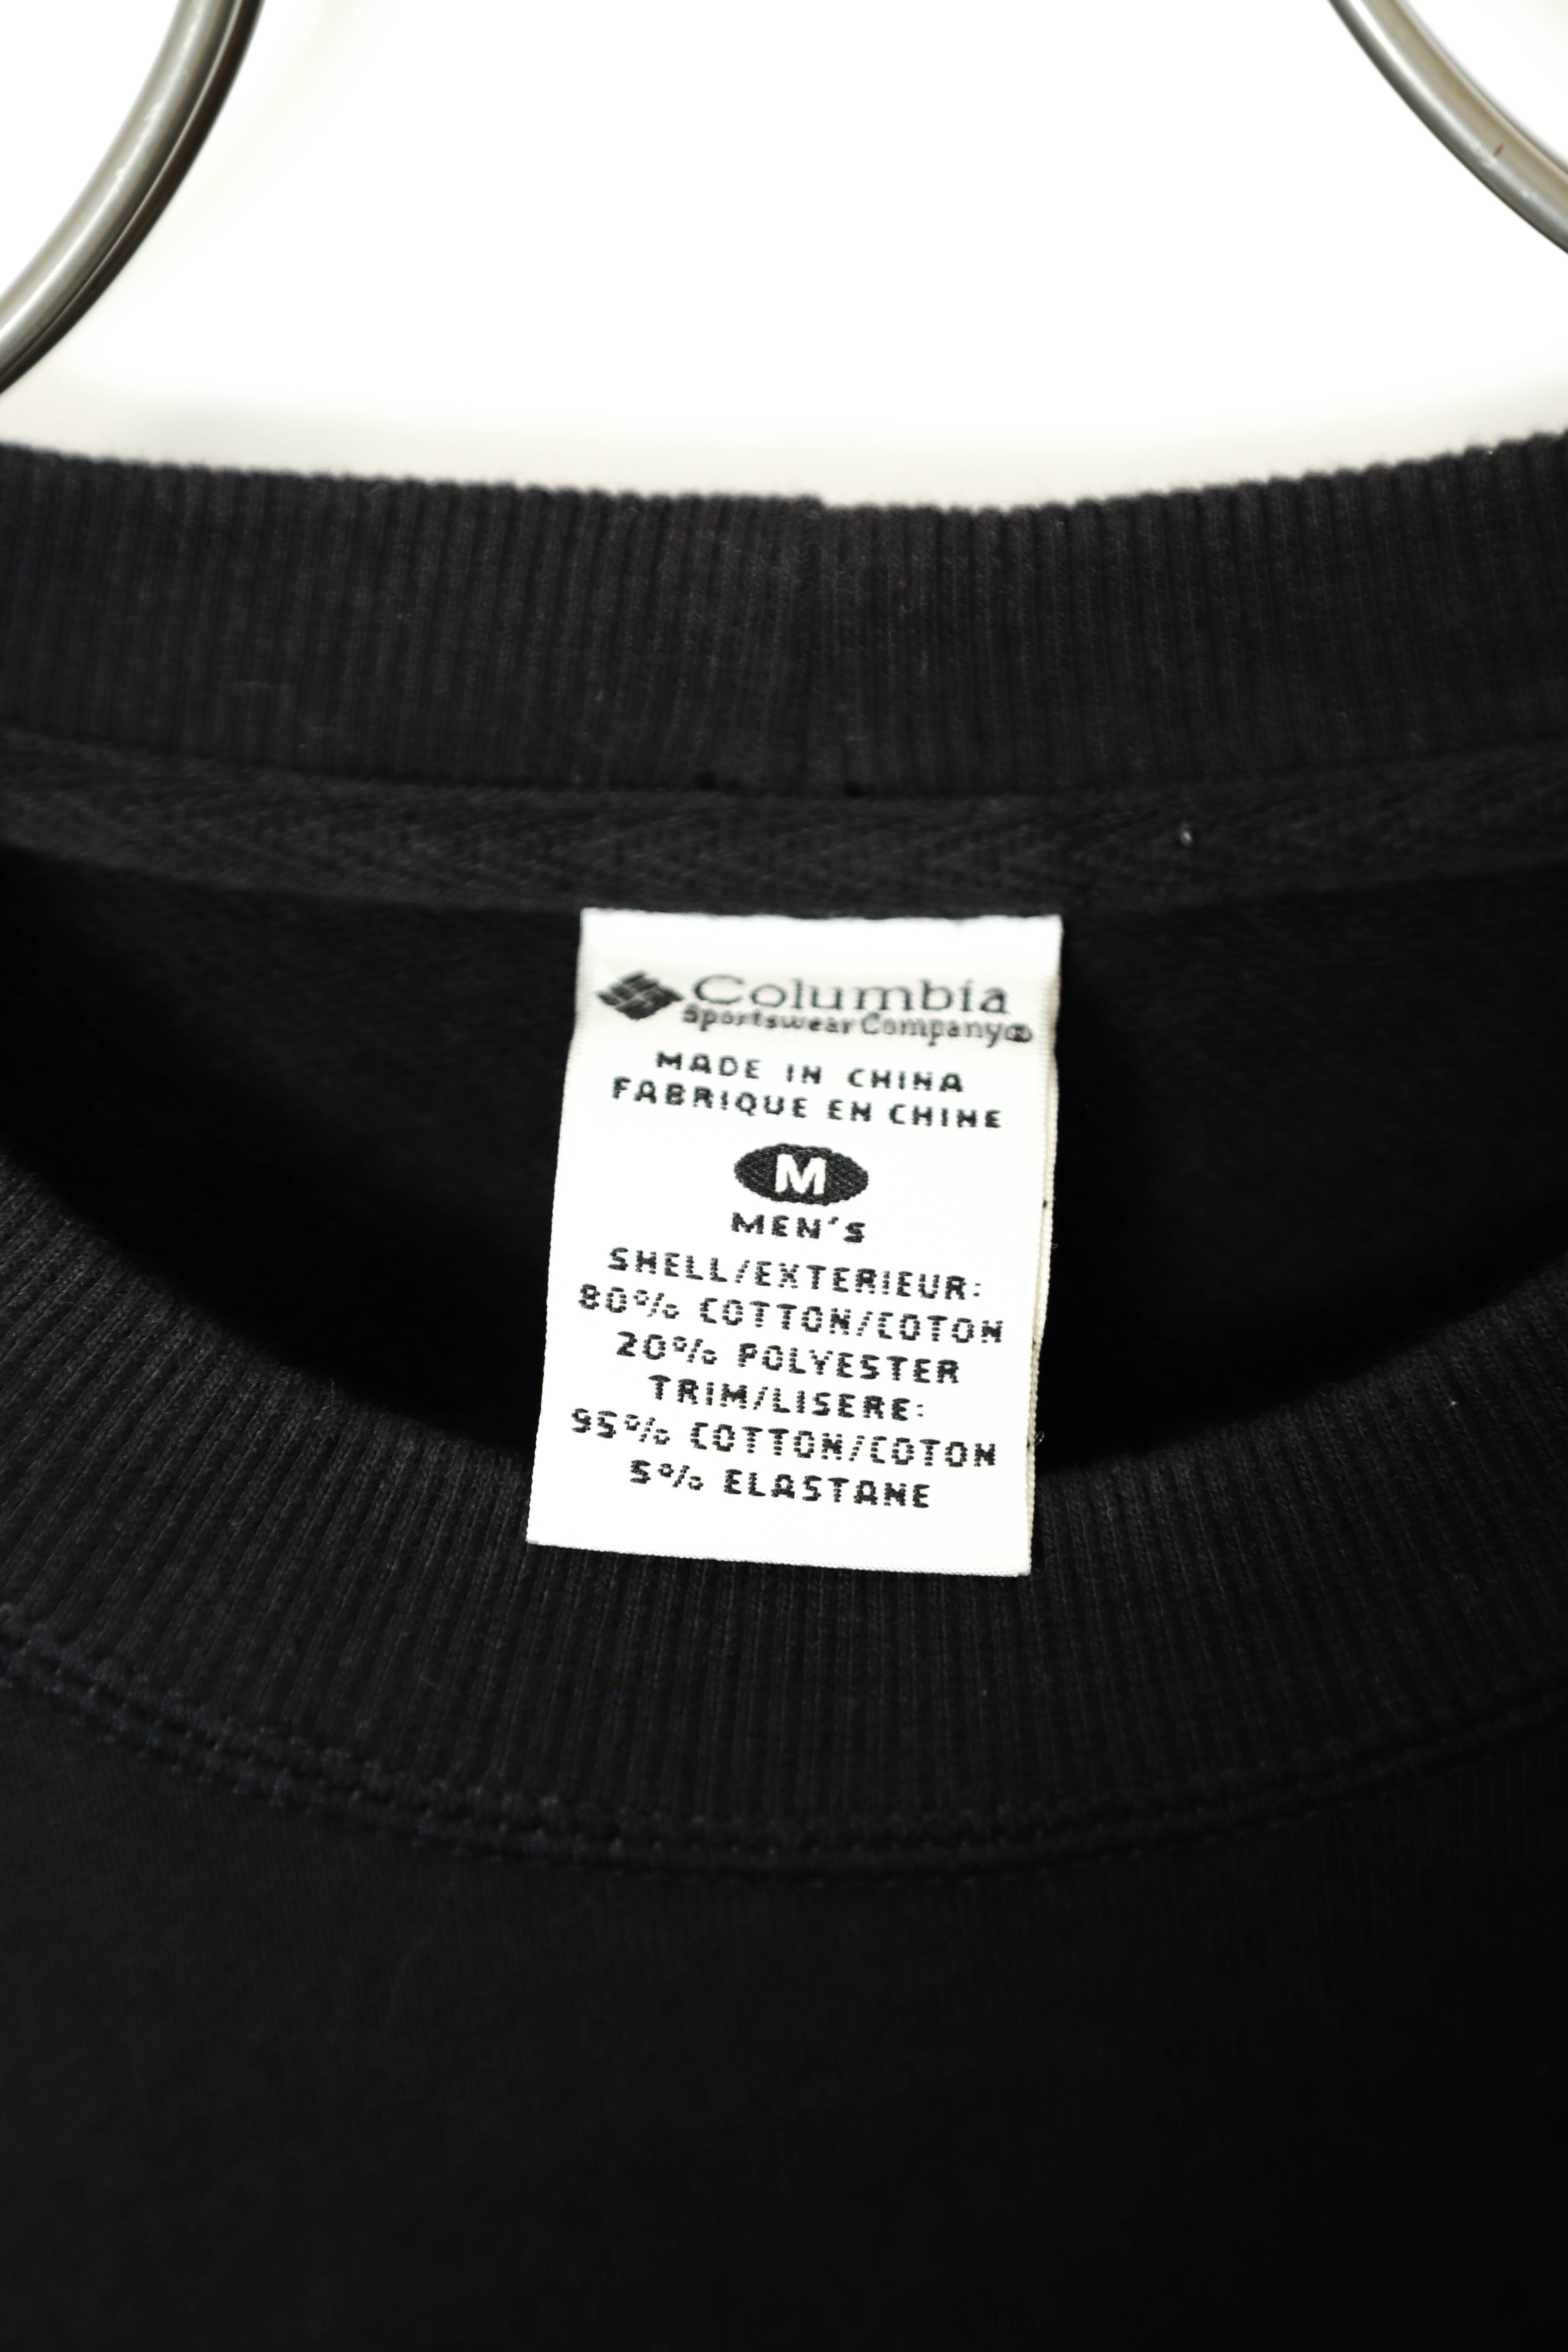 Columbia
Sportswear Company®
MADE IN CHINA
FABRIQUE EN CHINE
M
MEN'S
SHELL/EXTERIEUR:
80% COTTON/COTON
20% POLYESTER
TRIM/LISERE:
95% COTTON/COTON
5% ELASTANE